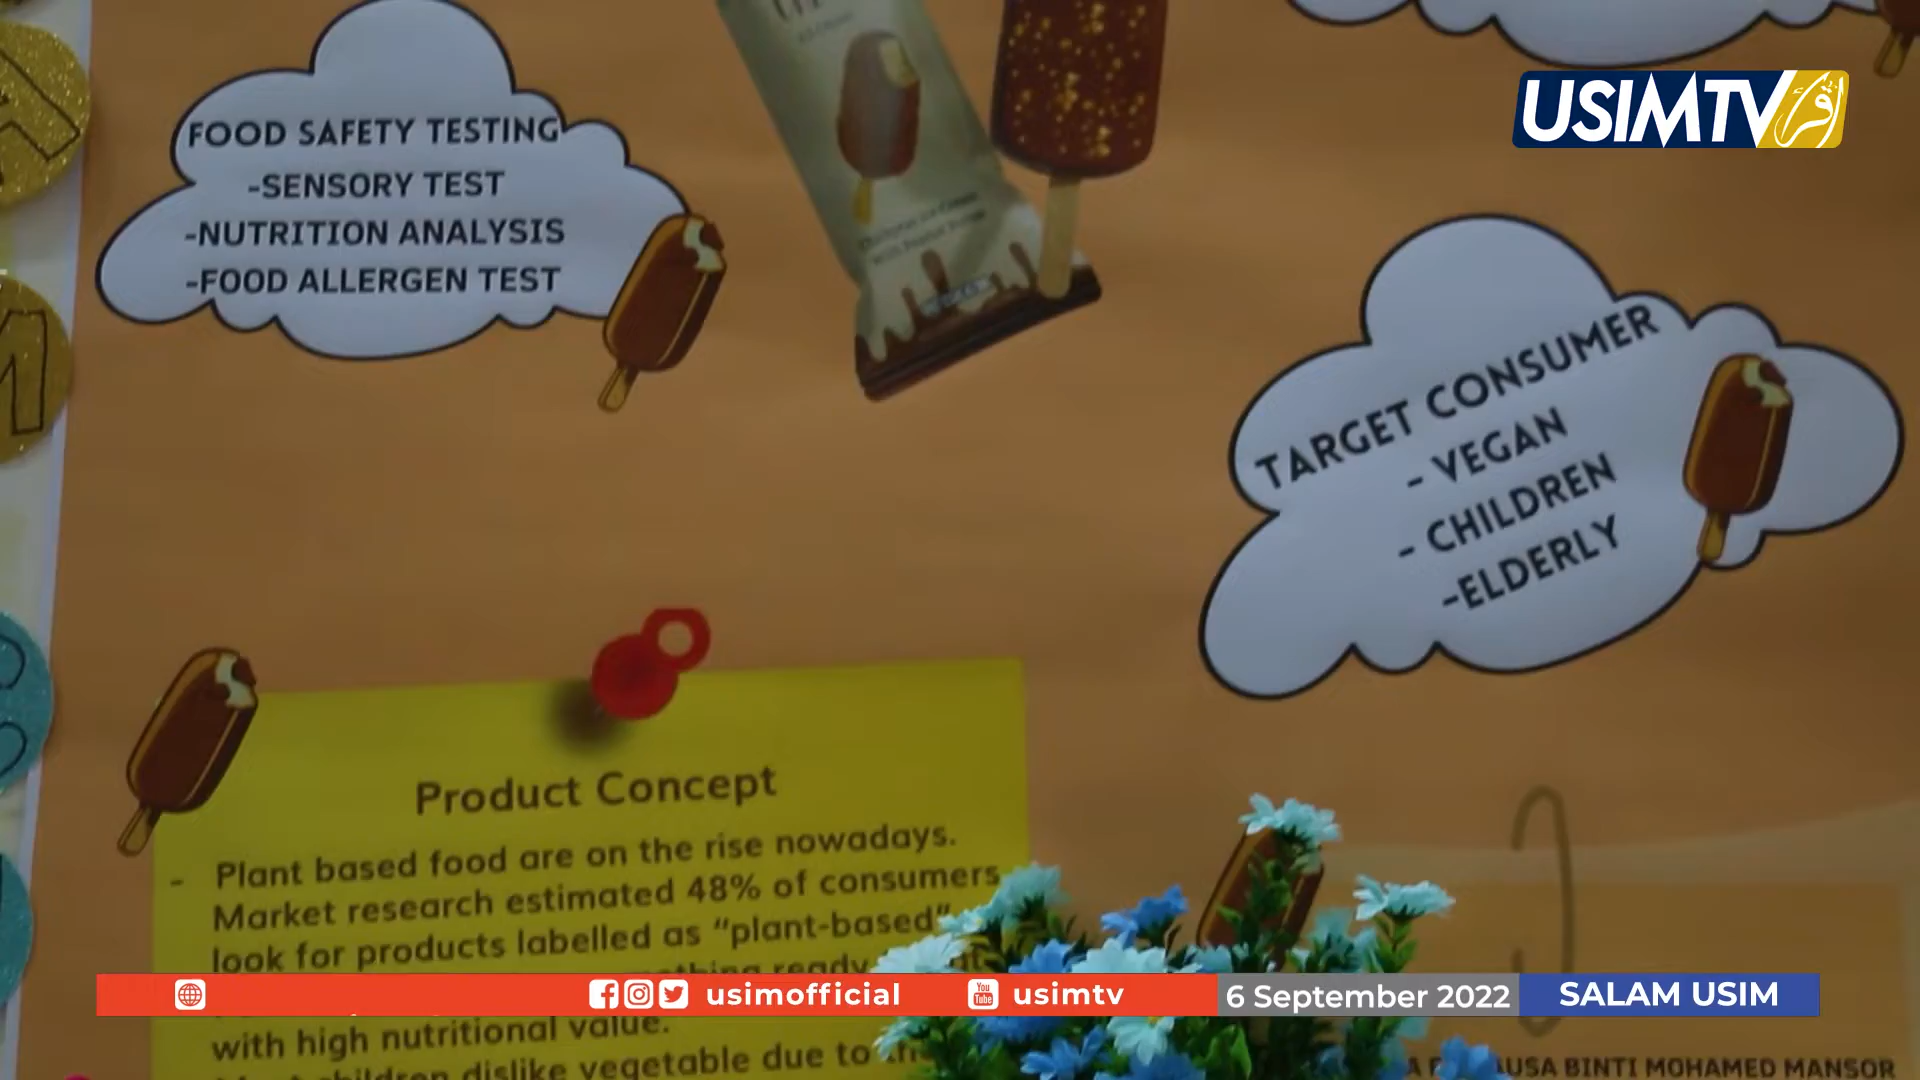 USIMTV
FOOD SAFETY TESTING
-SENSORY TEST
-NUTRITION ANALYSIS
-FOOD ALLERGEN TEST
TARGET CONSUMER
- VEGAN
- CHILDREN
-ELDERLY
Product Concept
- Plant based food are on the rise nowadays.
Market research estimated 48% of consumers
look for products labelled as "plant-based"
ready
with high nutritional value.
children dislike vegetable due to
usimofficial
usimtv
6 September 2022
SALAM USIM
BINTI MOHAMED MANSOR